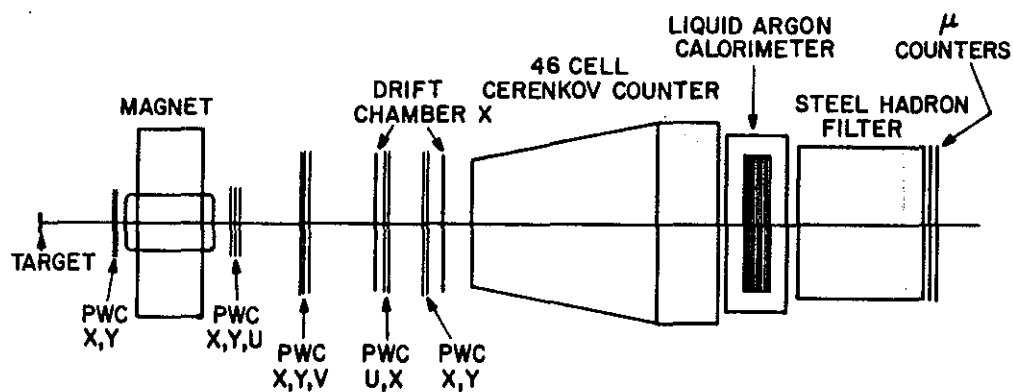 μ
COUNTERS
LIQUID ARGON
CALORIMETER
46 CELL
CERENKOV COUNTER
STEEL HADRON
FILTER
DRIFT
CHAMBER X
MAGNET
TARGET
PWC
X,Y
PWC
X,Y,U
PWC
X,Y,V
PWC
U,X
PWC
X,Y